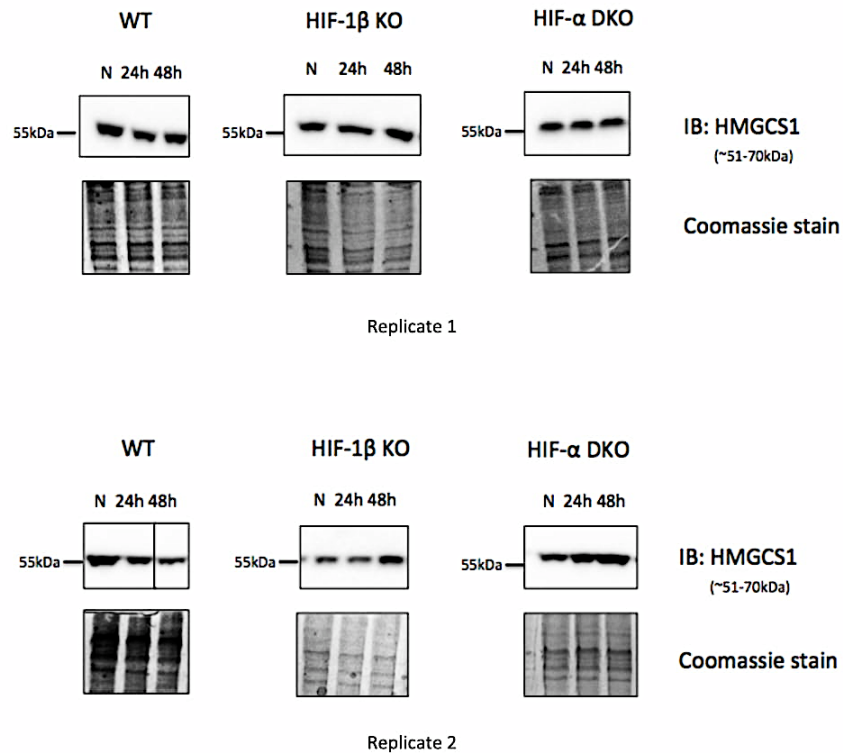 WT HIF-1β KO HIF-α DKO
N 24h 48h N 24h 48h N 24h 48h
55kDa 55kDa 55kDa IB: HMGCS1
(~51-70kDa)
Coomassie stain
Replicate 1
WT HIF-1β KO HIF-α DKO
N 24h 48h N 24h 48h N 24h 48h
55kDa 55kDa 55kDa IB: HMGCS1
(~51-70kDa)
Coomassie stain
Replicate 2